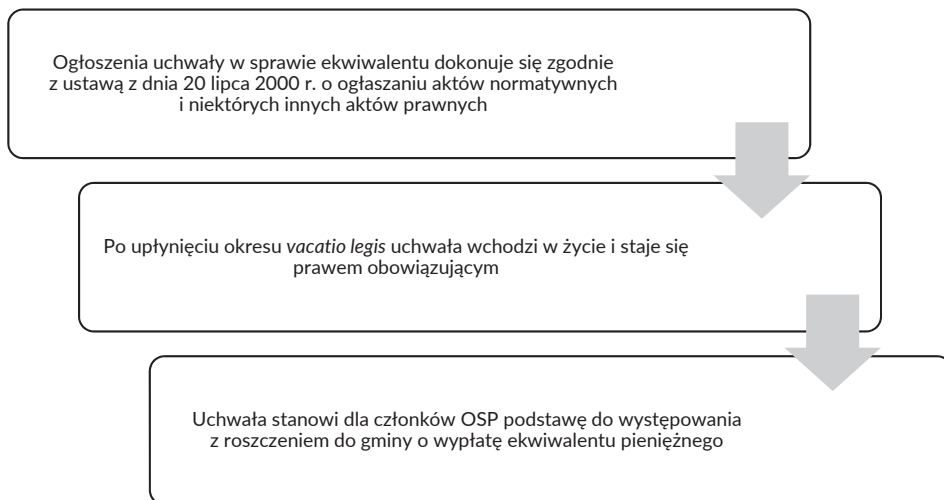 Ogłoszenia uchwały w sprawie ekwiwalentu dokonuje się zgodnie
z ustawą z dnia 20 lipca 2000 r. o ogłaszaniu aktów normatywnych
i niektórych innych aktów prawnych
Po upłynięciu okresu vacatio legis uchwała wchodzi w życie i staje się
prawem obowiązującym
Uchwała stanowi dla członków OSP podstawę do występowania
z roszczeniem do gminy o wypłatę ekwiwalentu pieniężnego